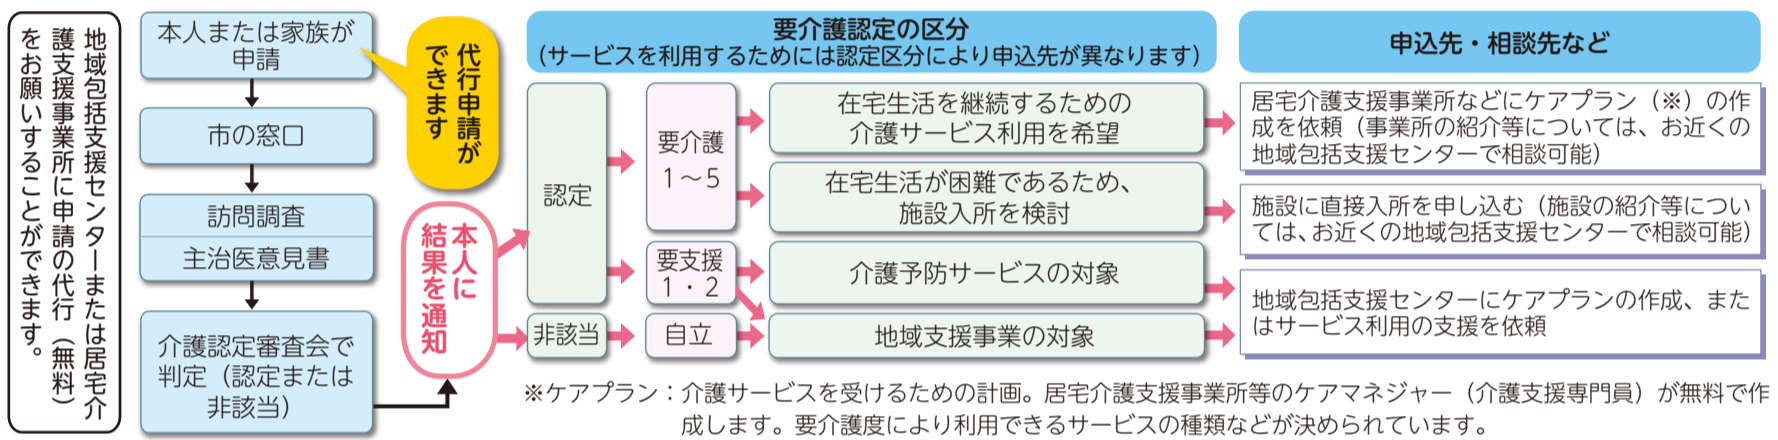 地域包括支援センターまたは居宅介
護支援事業所に申請の代行（無料）
をお願いすることができます。
本人または家族が
申請
代行申請が
できます
市の窓口
訪問調査
主治医意見書
介護認定審査会で
判定（認定または
非該当）
本人に
結果を通知
要介護認定の区分
（サービスを利用するためには認定区分により申込先が異なります）
申込先・相談先など
認定
要介護
1～5
在宅生活を継続するための
介護サービス利用を希望
居宅介護支援事業所などにケアプラン（※）の作
成を依頼（事業所の紹介等については、お近くの
地域包括支援センターで相談可能）
在宅生活が困難であるため、
施設入所を検討
施設に直接入所を申し込む（施設の紹介等につい
ては、お近くの地域包括支援センターで相談可能）
要支援
1・2
介護予防サービスの対象
地域包括支援センターにケアプランの作成、また
はサービス利用の支援を依頼
非該当
自立
地域支援事業の対象
※ケアプラン：介護サービスを受けるための計画。居宅介護支援事業所等のケアマネジャー（介護支援専門員）が無料で作
成します。要介護度により利用できるサービスの種類などが決められています。